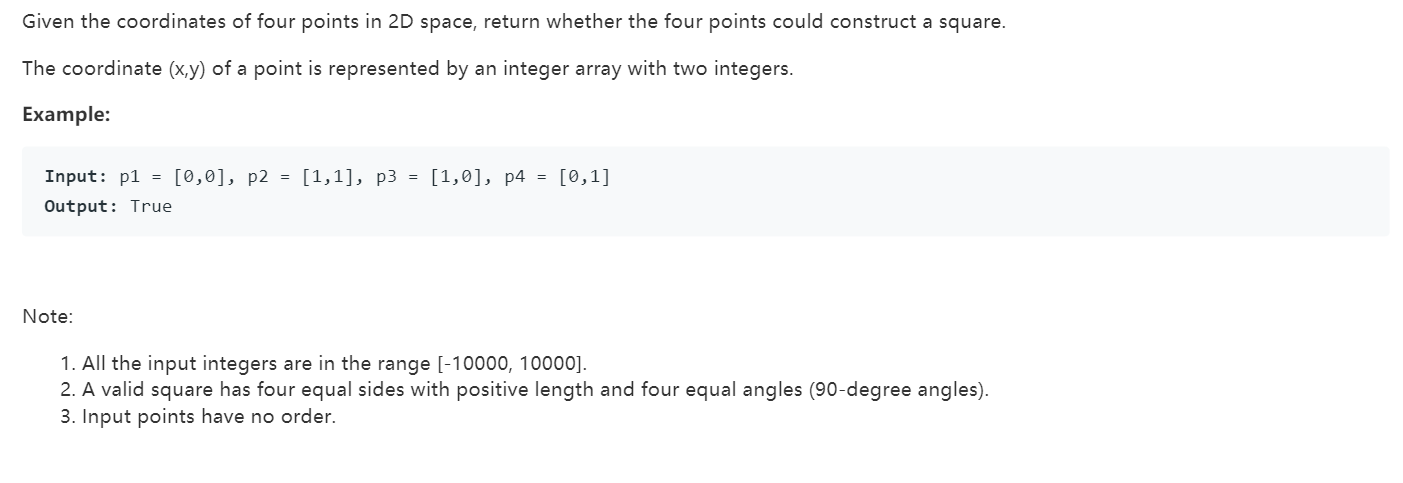 Given the coordinates of four points in 2D space, return whether the four points could construct a square.
The coordinate (x,y) of a point is represented by an integer array with two integers.
Example:
Input: p1 = [0,0], p2 = [1,1], p3 = [1,0], p4 = [0,1]
Output: True
Note:
1. All the input integers are in the range [-10000, 10000].
2. A valid square has four equal sides with positive length and four equal angles (90-degree angles).
3. Input points have no order.